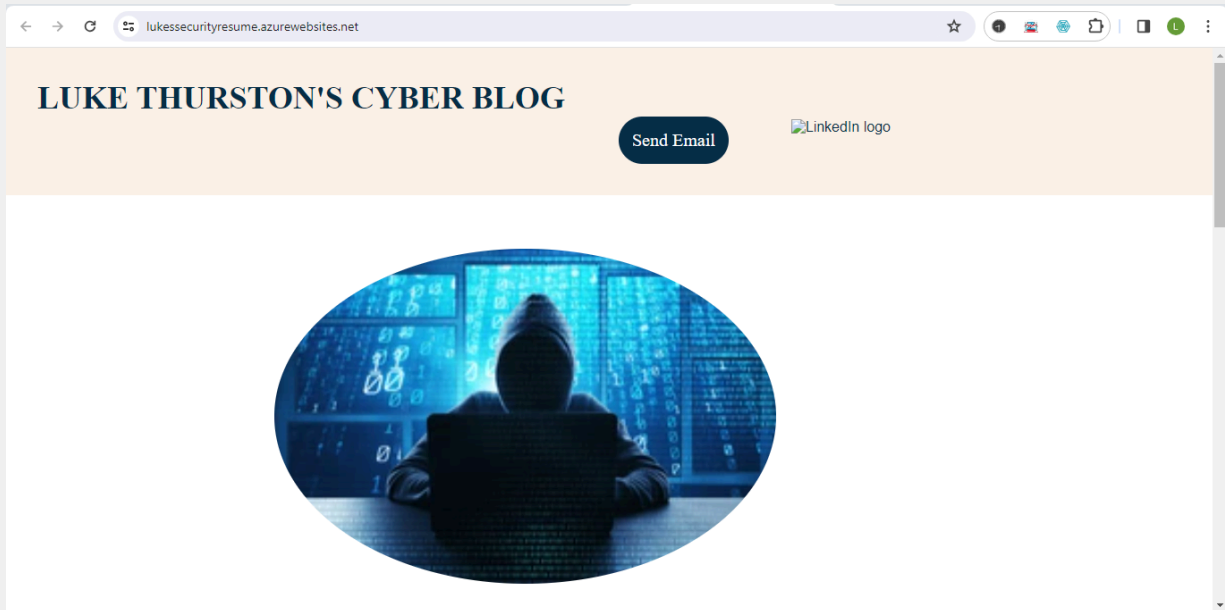 lukessecurityresume.azurewebsites.net
L
LUKE THURSTON'S CYBER BLOG
Send Email
LinkedIn logo